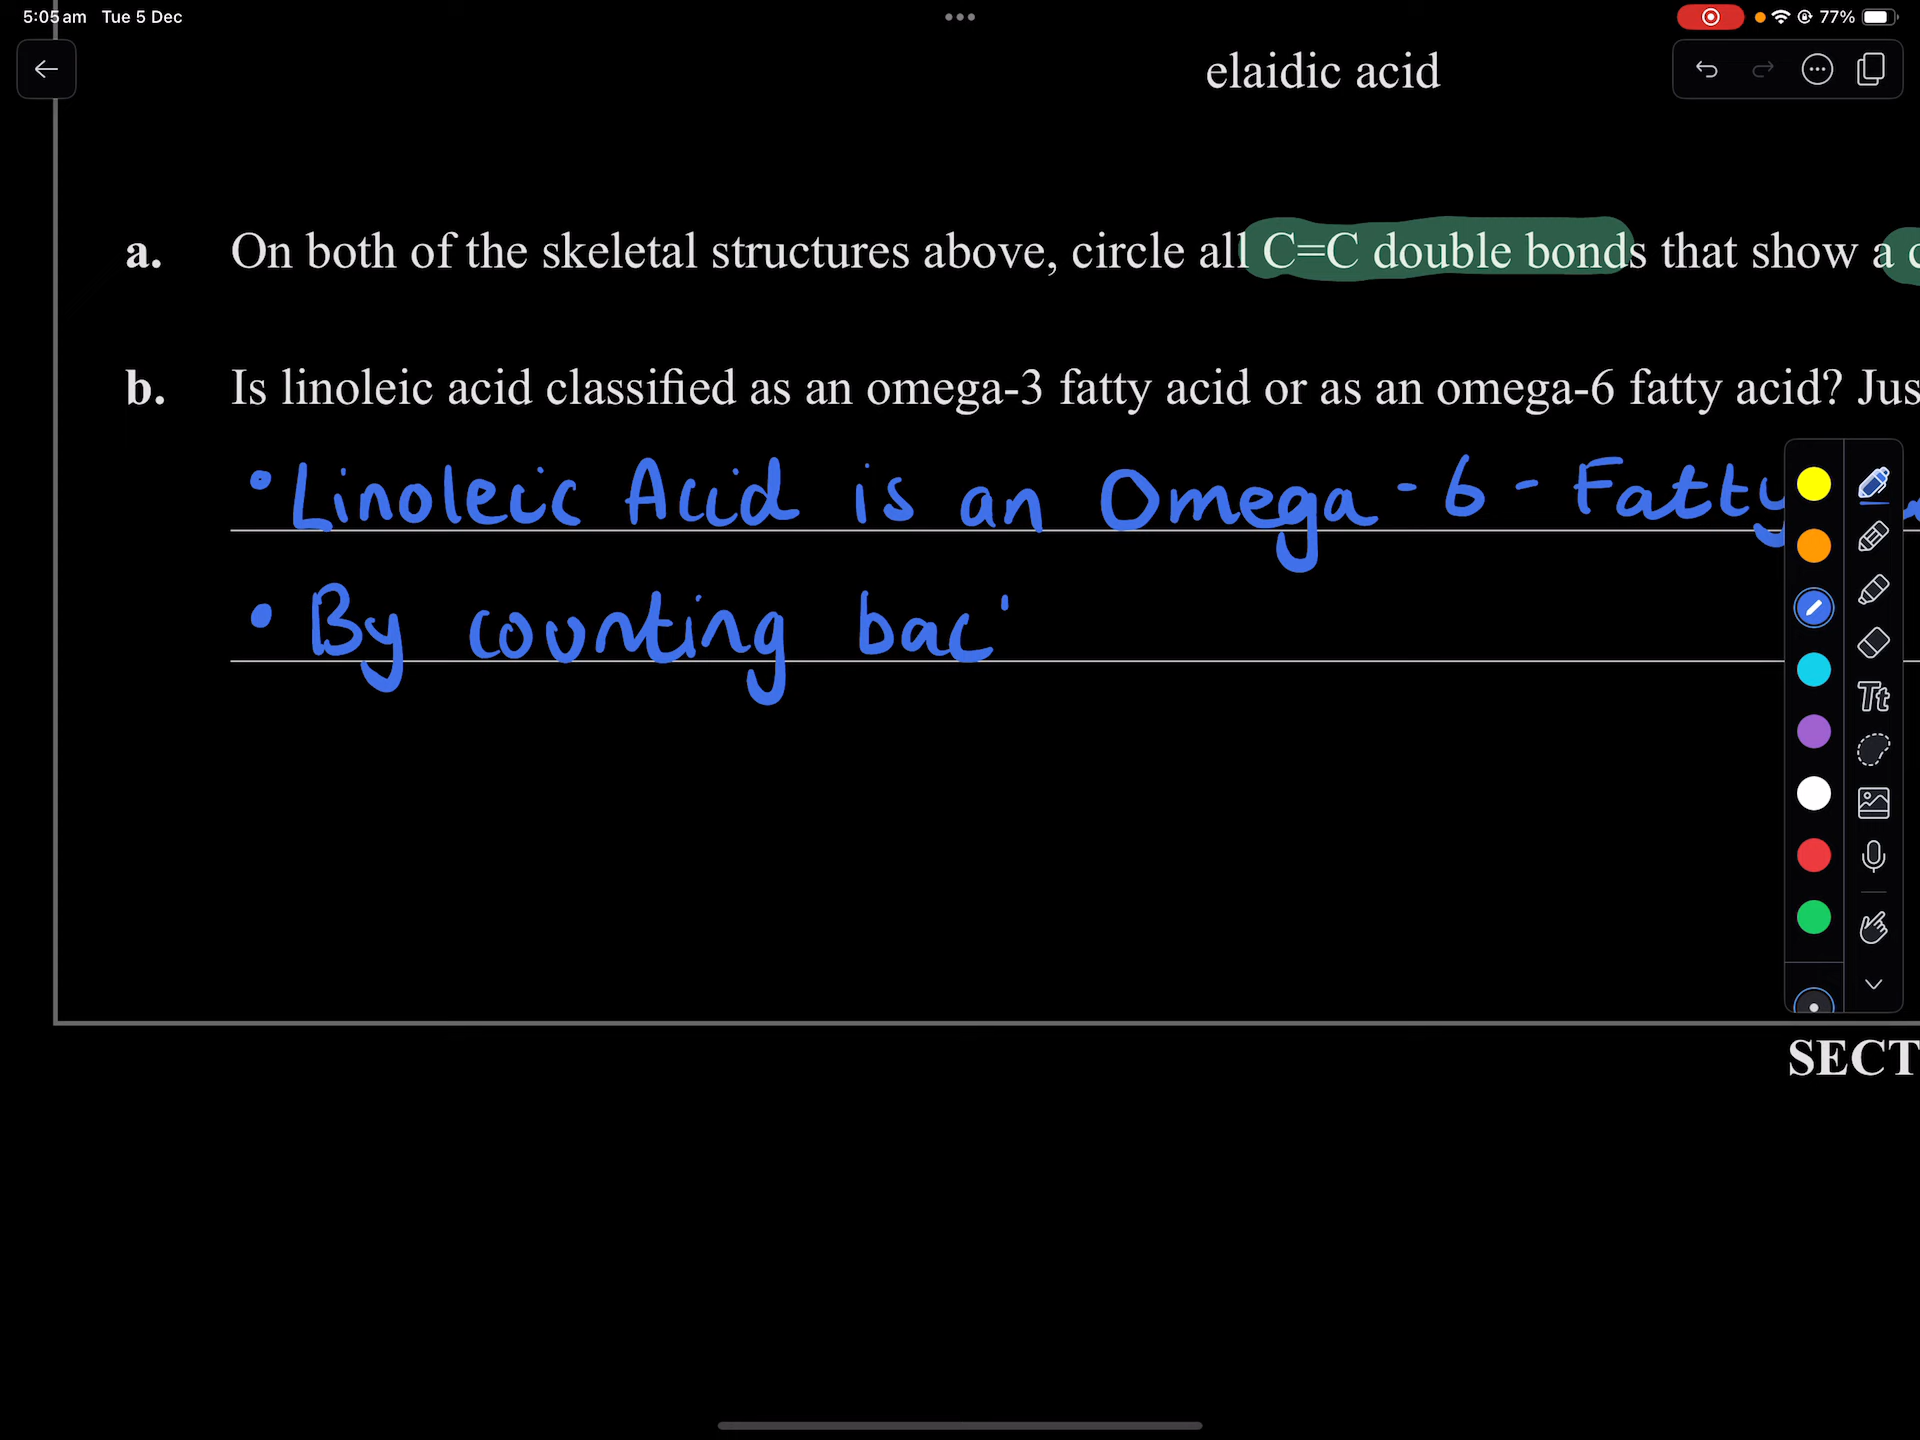 5:05 am Tue 5 Dec
77%
elaidic acid
a. On both of the skeletal structures above, circle all C=C double bonds that show a c
b. Is linoleic acid classified as an omega-3 fatty acid or as an omega-6 fatty acid? Jus
• Linoleic Acid is an Omega - 6 - Fatty
• By counting bac'
Tt
SECT